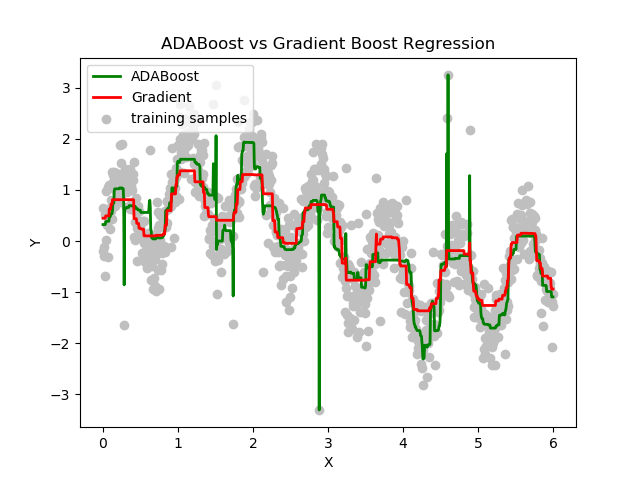 ADABoost vs Gradient Boost Regression
ADABoost
Gradient
training samples
3
2
1
0
−1
−2
−3
Y
0
1
2
3
4
5
6
X